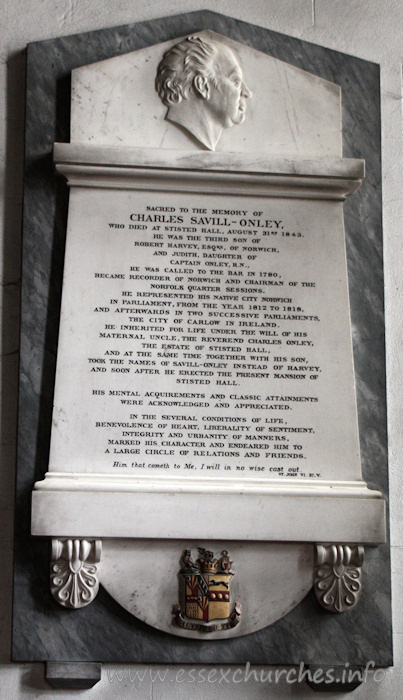 SACRED TO THE MEMORY OF
CHARLES SAVILL-ONLEY,
WHO DIED AT STISTED HALL, AUGUST 31ST 1843.
HE WAS THE THIRD SON OF
ROBERT HARVEY, ESQRE. OF NORWICH,
AND JUDITH, DAUGHTER OF
CAPTAIN ONLEY, R.N.,
HE WAS CALLED TO THE BAR IN 1780,
BECAME RECORDER OF NORWICH AND CHAIRMAN OF THE
NORFOLK QUARTER SESSIONS.
HE REPRESENTED HIS NATIVE CITY NORWICH
IN PARLIAMENT, FROM THE YEAR 1812 TO 1818,
AND AFTERWARDS IN TWO SUCCESSIVE PARLIAMENTS,
THE CITY OF CARLOW IN IRELAND.
HE INHERITED FOR LIFE UNDER THE WILL OF HIS
MATERNAL UNCLE, THE REVEREND CHARLES ONLEY,
THE ESTATE OF STISTED HALL,
AND AT THE SAME TIME TOGETHER WITH HIS SON,
TOOK THE NAMES OF SAVILL-ONLEY INSTEAD OF HARVEY,
AND SOON AFTER HE ERECTED THE PRESENT MANSION OF
STISTED HALL.
HIS MENTAL ACQUIREMENTS AND CLASSIC ATTAINMENTS
WERE ACKNOWLEDGED AND APPRECIATED.
IN THE SEVERAL CONDITIONS OF LIFE,
BENEVOLENCE OF HEART, LIBERALITY OF SENTIMENT,
INTEGRITY AND URBANITY OF MANNERS,
MARKED HIS CHARACTER AND ENDEARED HIM TO
A LARGE CIRCLE OF RELATIONS AND FRIENDS.
Him that cometh to Me, I will in no wise cast out.
ST. JOHN VI. 37. V.
www.essexchurches.info